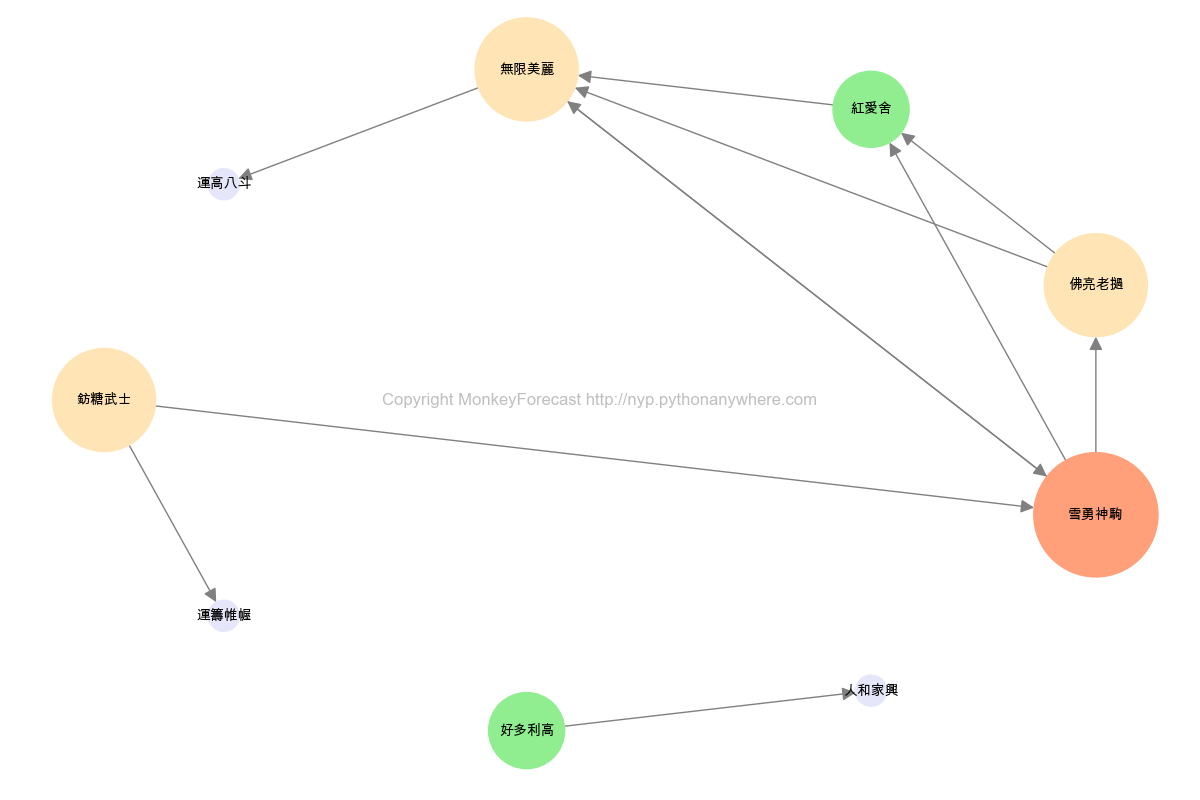 無限美麗
紅愛舍
運高八斗
佛亮老撾
鈁糖武士
Copyright MonkeyForecast http://nyp.pythonanywhere.com
雪勇神駒
運籌帷幄
人和家興
好多利高